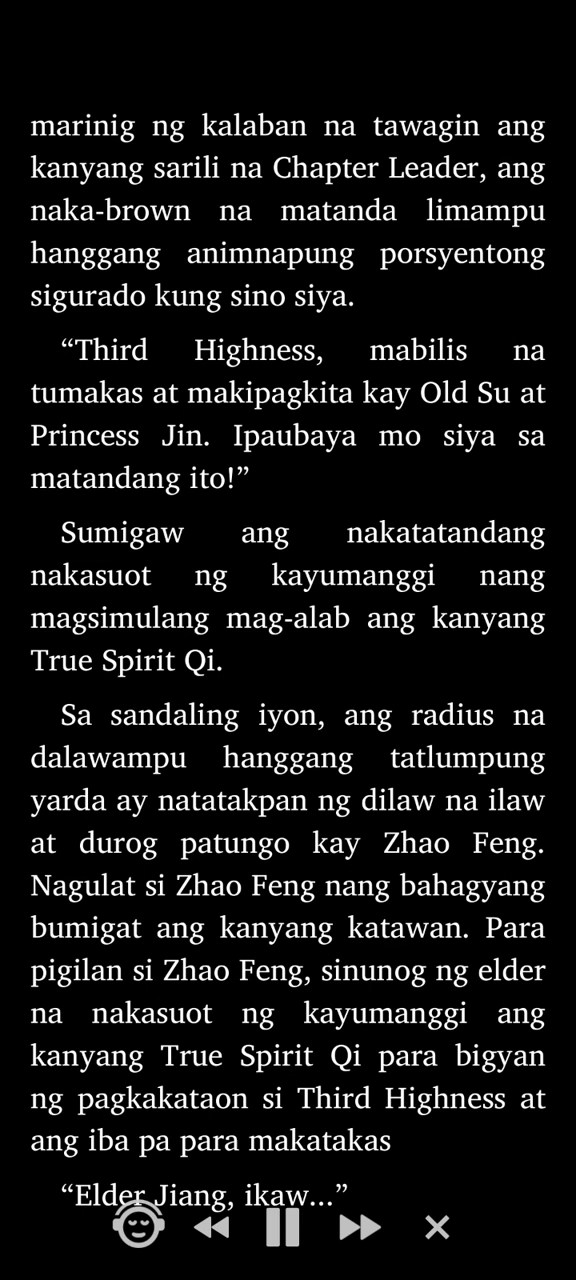 marinig ng kalaban na tawagin ang
kanyang sarili na Chapter Leader, ang
naka-brown na matanda limampu
hanggang animnapung porsyentong
sigurado kung sino siya.
“Third Highness, mabilis na
tumakas at makipagkita kay Old Su at
Princess Jin. Ipaubaya mo siya sa
matandang ito!”
Sumigaw ang nakatatandang
nakasuot ng kayumanggi nang
magsimulang mag-alab ang kanyang
True Spirit Qi.
Sa sandaling iyon, ang radius na
dalawampu hanggang tatlumpung
yarda ay natatakpan ng dilaw na ilaw
at durog patungo kay Zhao Feng.
Nagulat si Zhao Feng nang bahagyang
bumigat ang kanyang katawan. Para
pigilan si Zhao Feng, sinunog ng elder
na nakasuot ng kayumanggi ang
kanyang True Spirit Qi para bigyan
ng pagkakataon si Third Highness at
ang iba pa para makatakas
“Elder Jiang, ikaw...”